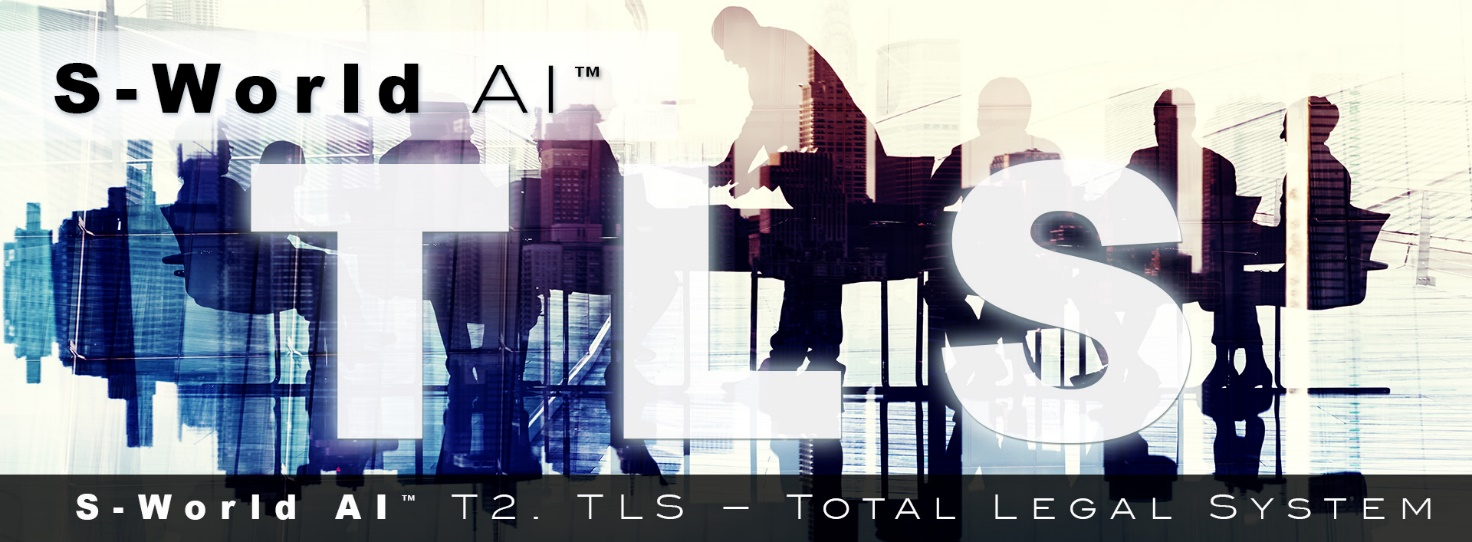 S-World AI™
TLS
S-World AI™ T2. TLS – Total Legal System